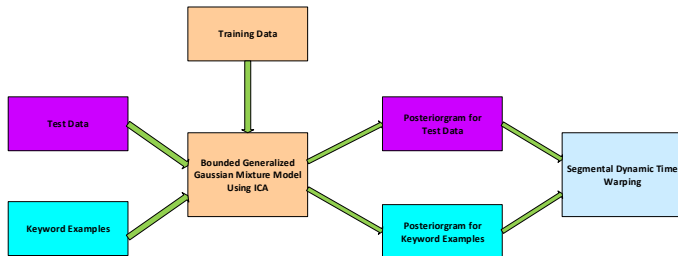 Training Data
Test Data
Keyword Examples
Bounded Generalized
Gaussian Mixture Model
Using ICA
Posteriorgram for
Test Data
Posteriorgram for
Keyword Examples
Segmental Dynamic Time
Warping